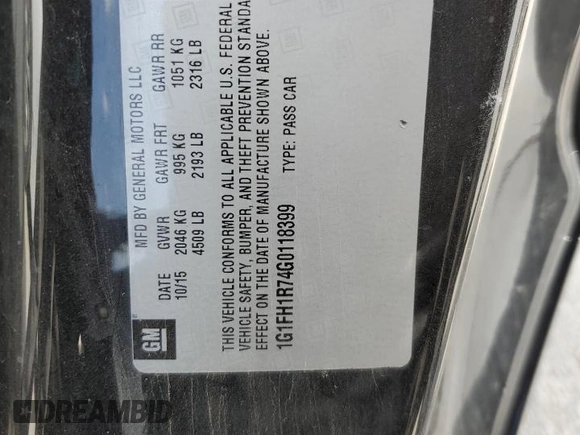 GM
MFD BY GENERAL MOTORS LLC
DATE GVWR GAWR FRT GAWR RR
10/15 2046 KG 995 KG 1051 KG
4509 LB 2193 LB 2316 LB
THIS VEHICLE CONFORMS TO ALL APPLICABLE U.S. FEDERAL
VEHICLE SAFETY, BUMPER, AND THEFT PREVENTION STANDA
EFFECT ON THE DATE OF MANUFACTURE SHOWN ABOVE.
1G1FH1R74G0118399 TYPE: PASS CAR
DREAMBID